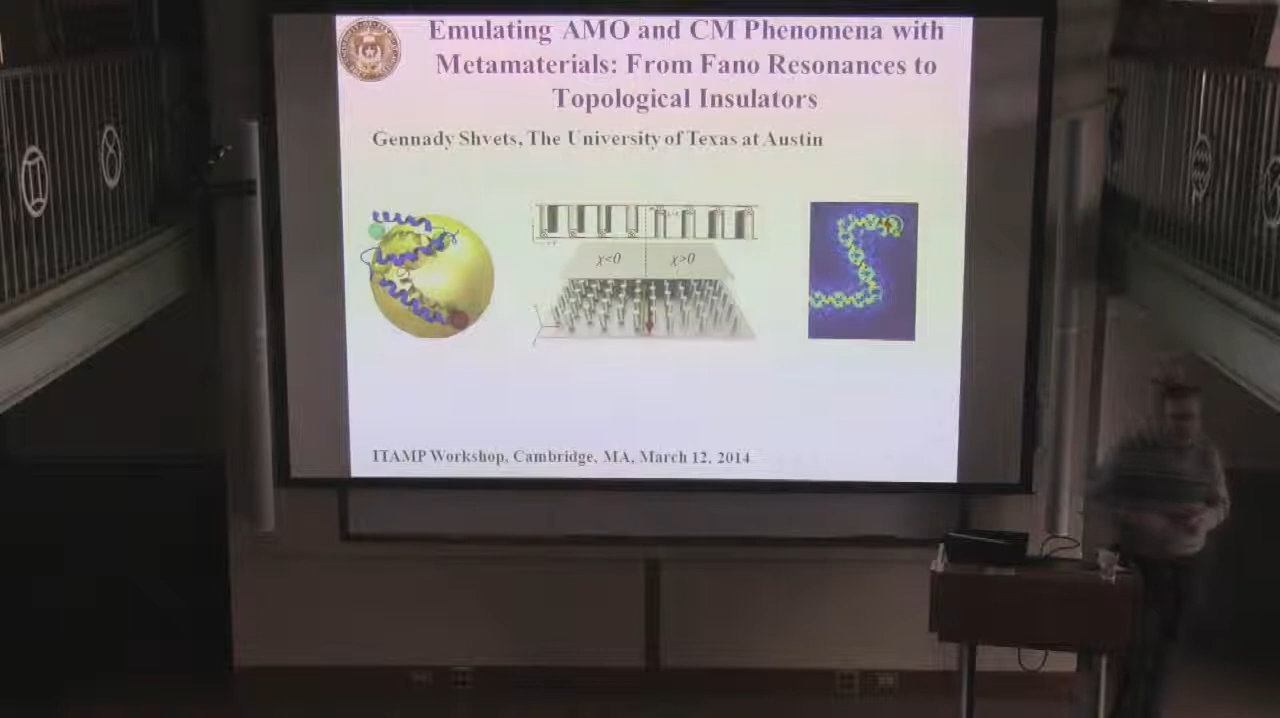 Emulating AMO and CM Phenomena with
Metamaterials: From Fano Resonances to
Topological Insulators
Gennady Shvets, The University of Texas at Austin
χ<0
χ>0
ITAMP Workshop, Cambridge, MA, March 12, 2014